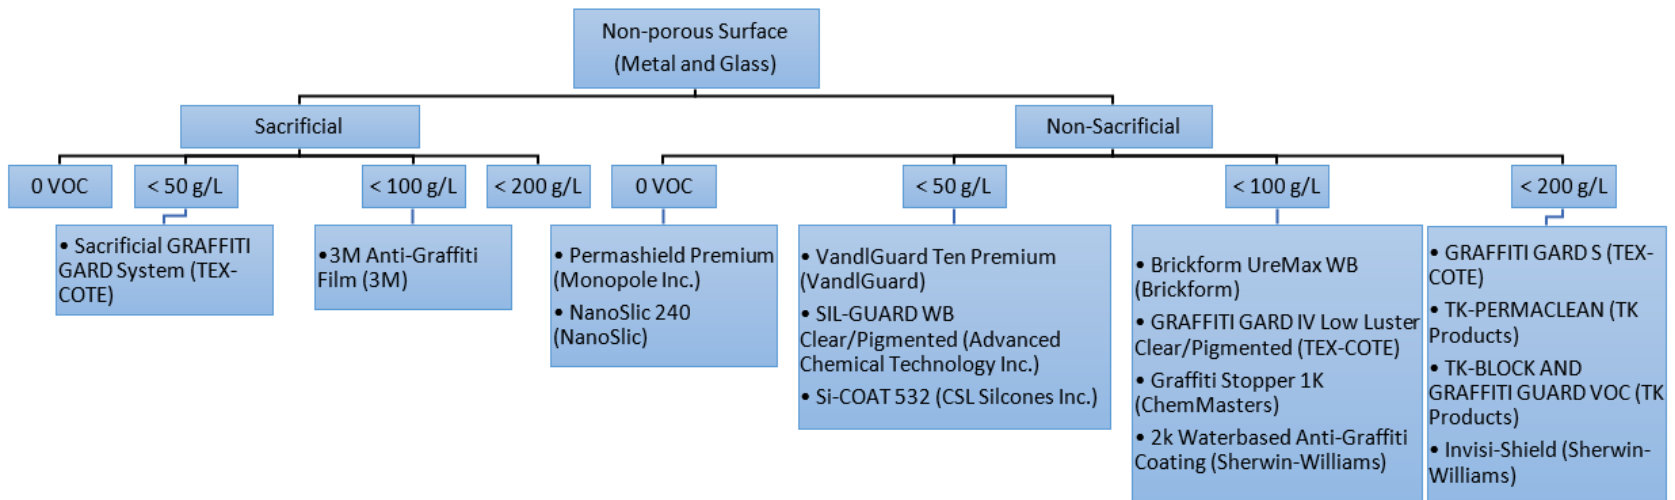 Non-porous Surface
(Metal and Glass)
Sacrificial
Non-Sacrificial
0 VOC
< 50 g/L
< 100 g/L
< 200 g/L
0 VOC
< 50 g/L
< 100 g/L
< 200 g/L
• Sacrificial GRAFFITI
GARD System (TEX-
COTE)
•3M Anti-Graffiti
Film (3M)
• Permashield Premium
(Monopole Inc.)
• NanoSlic 240
(NanoSlic)
• VandlGuard Ten Premium
(VandlGuard)
• SIL-GUARD WB
Clear/Pigmented (Advanced
Chemical Technology Inc.)
• Si-COAT 532 (CSL Silcones Inc.)
• Brickform UreMax WB
(Brickform)
• GRAFFITI GARD IV Low Luster
Clear/Pigmented (TEX-COTE)
• Graffiti Stopper 1K
(ChemMasters)
• 2k Waterbased Anti-Graffiti
Coating (Sherwin-Williams)
• GRAFFITI GARD S (TEX-
COTE)
• TK-PERMACLEAN (TK
Products)
• TK-BLOCK AND
GRAFFITI GUARD VOC (TK
Products)
• Invisi-Shield (Sherwin-
Williams)